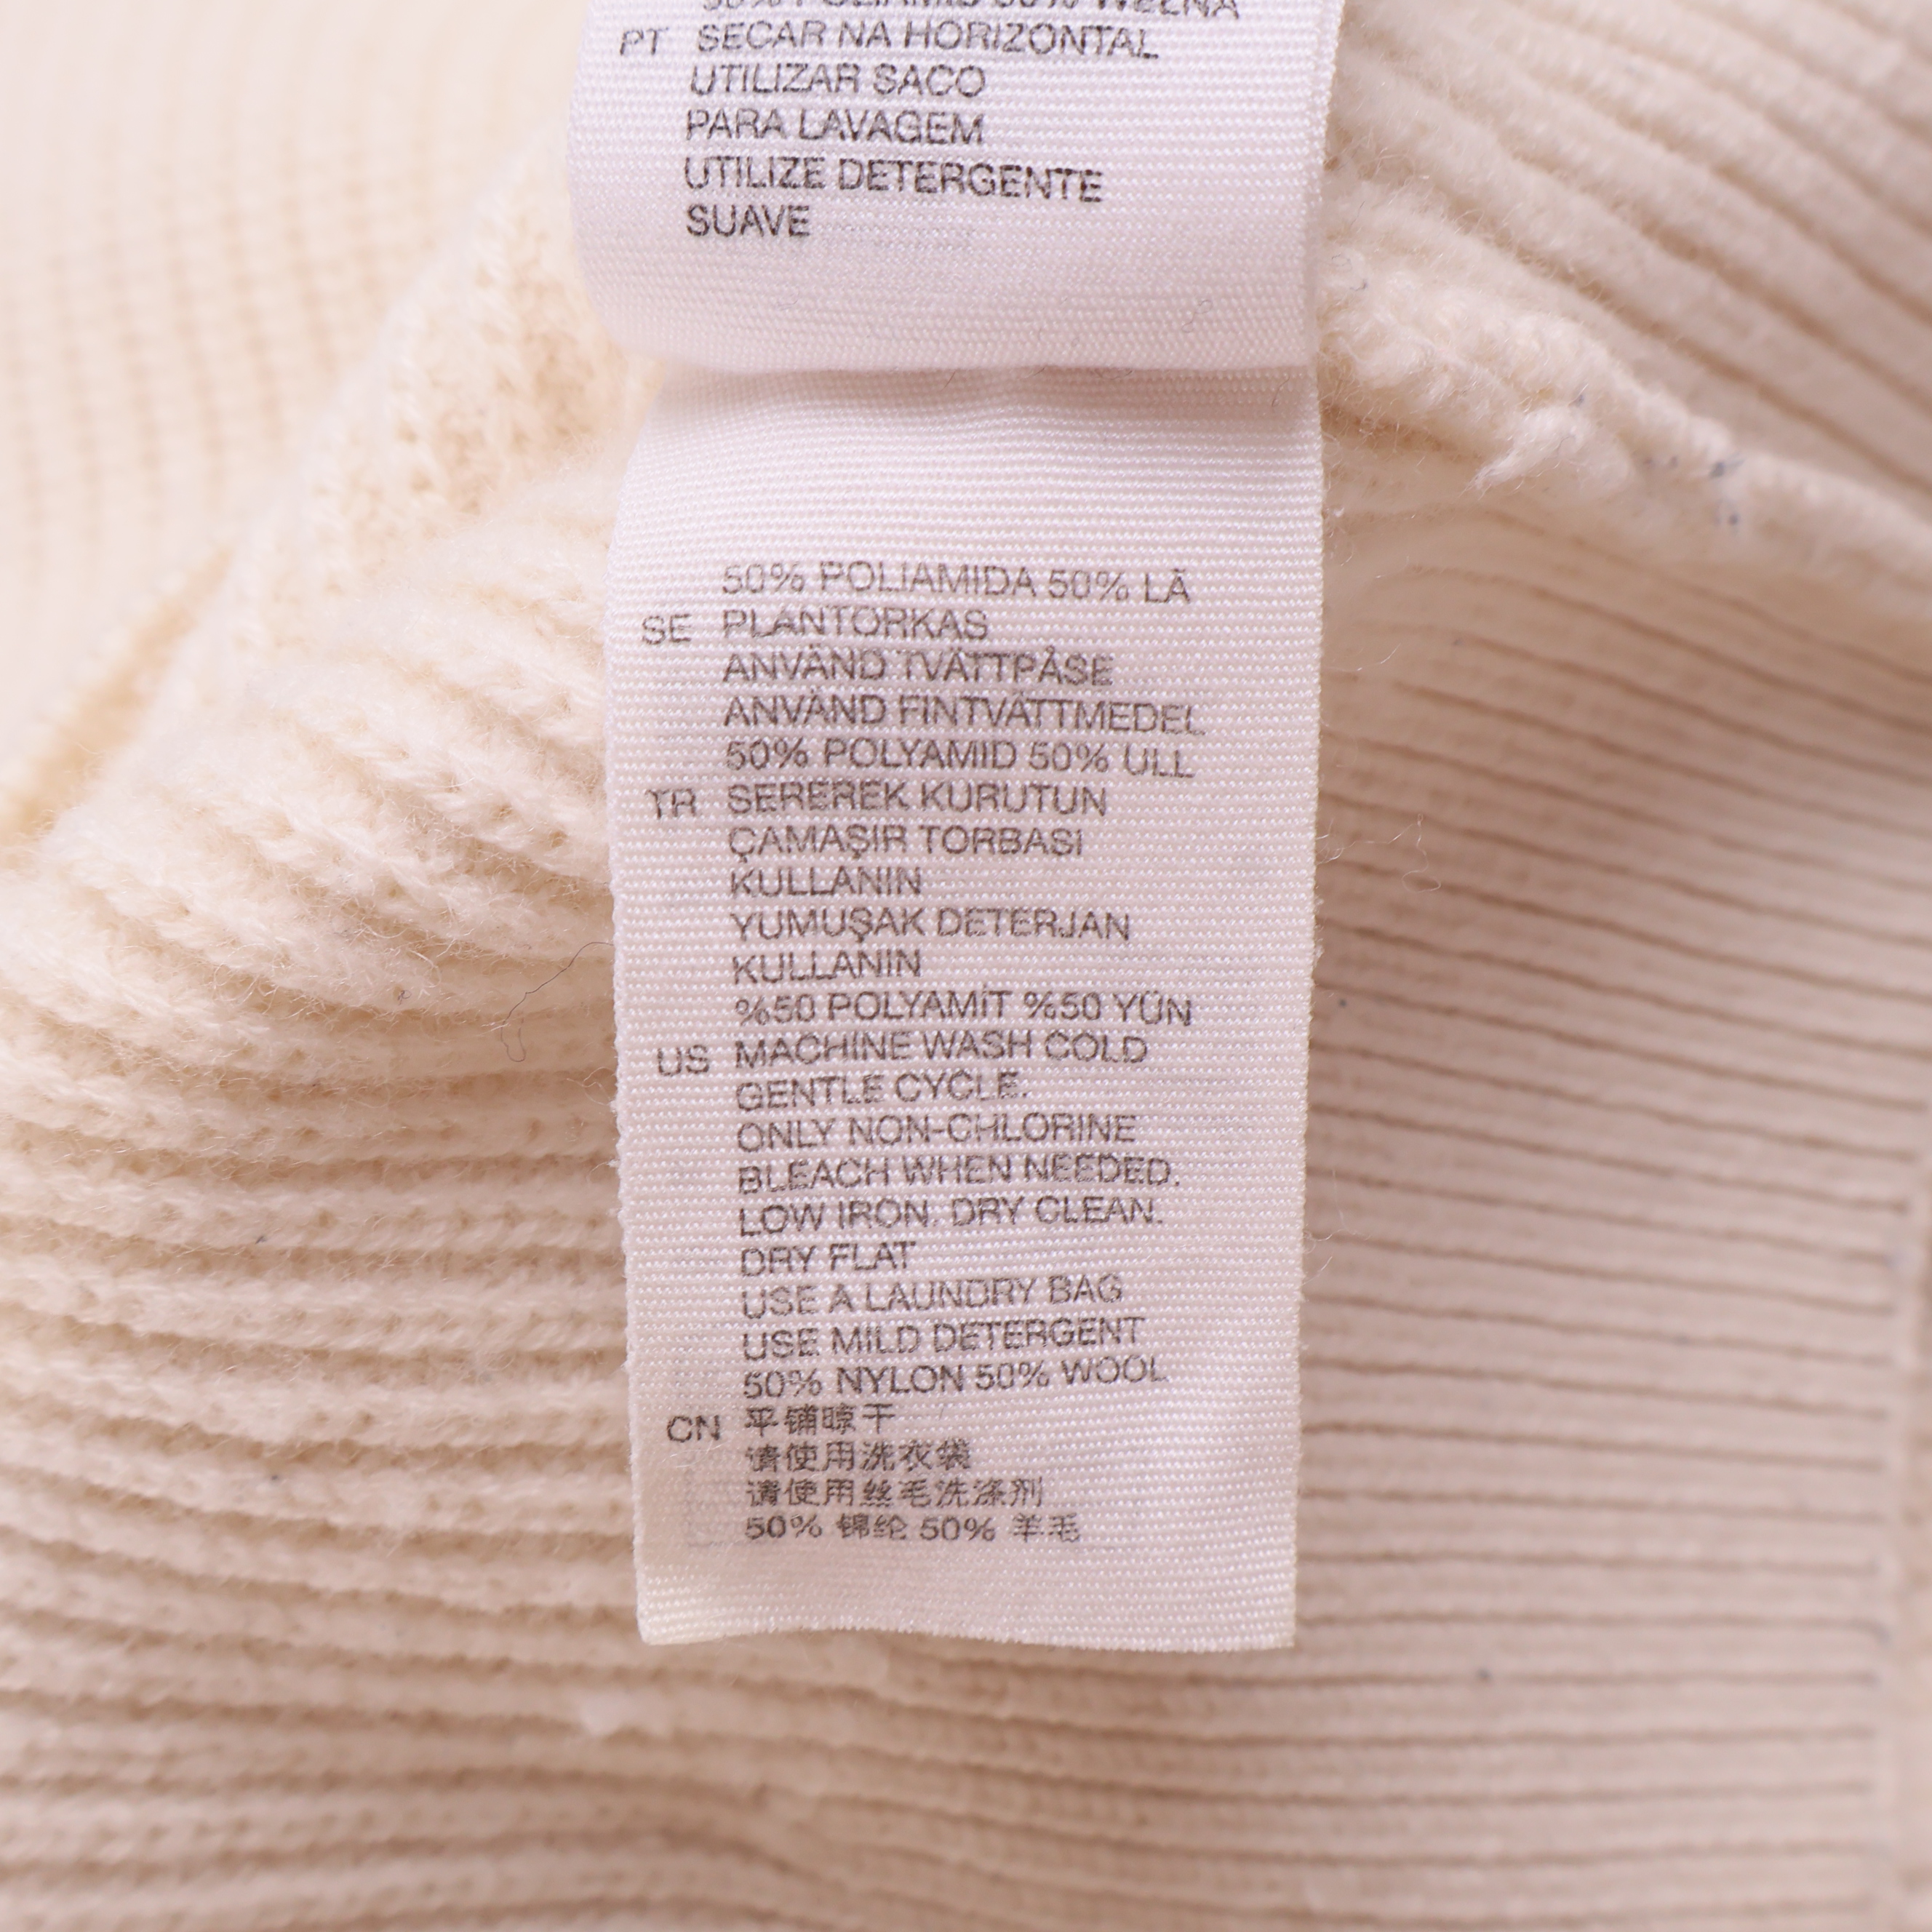 50% POLIAMID 50% WEŁNA
PT SECAR NA HORIZONTAL
UTILIZAR SACO
PARA LAVAGEM
UTILIZE DETERGENTE
SUAVE
50% POLIAMIDA 50% LÃ
SE PLANTORKAS
ANVÄND TVÄTTPÅSE
ANVÄND FINTVÄTTMEDEL
50% POLYAMID 50% ULL
TR SEREREK KURUTUN
ÇAMAŞIR TORBASI
KULLANIN
YUMUŞAK DETERJAN
KULLANIN
%50 POLYAMİT %50 YÜN
US MACHINE WASH COLD
GENTLE CYCLE.
ONLY NON-CHLORINE
BLEACH WHEN NEEDED.
LOW IRON. DRY CLEAN.
DRY FLAT
USE A LAUNDRY BAG
USE MILD DETERGENT
50% NYLON 50% WOOL
CN 平铺晾干
请使用洗衣袋
请使用丝毛洗涤剂
50% 锦纶 50% 羊毛